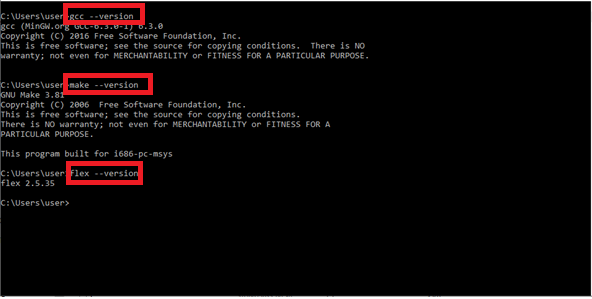 C:\Users\user>gcc --version
gcc (MinGW.org GCC-6.3.0-1) 6.3.0
Copyright (C) 2016 Free Software Foundation, Inc.
This is free software; see the source for copying conditions.  There is NO
warranty; not even for MERCHANTABILITY or FITNESS FOR A PARTICULAR PURPOSE.
C:\Users\user>make --version
GNU Make 3.81
Copyright (C) 2006  Free Software Foundation, Inc.
This is free software; see the source for copying conditions.
There is NO warranty; not even for MERCHANTABILITY or FITNESS FOR A
PARTICULAR PURPOSE.
This program built for i686-pc-msys
C:\Users\user>flex --version
flex 2.5.35
C:\Users\user>